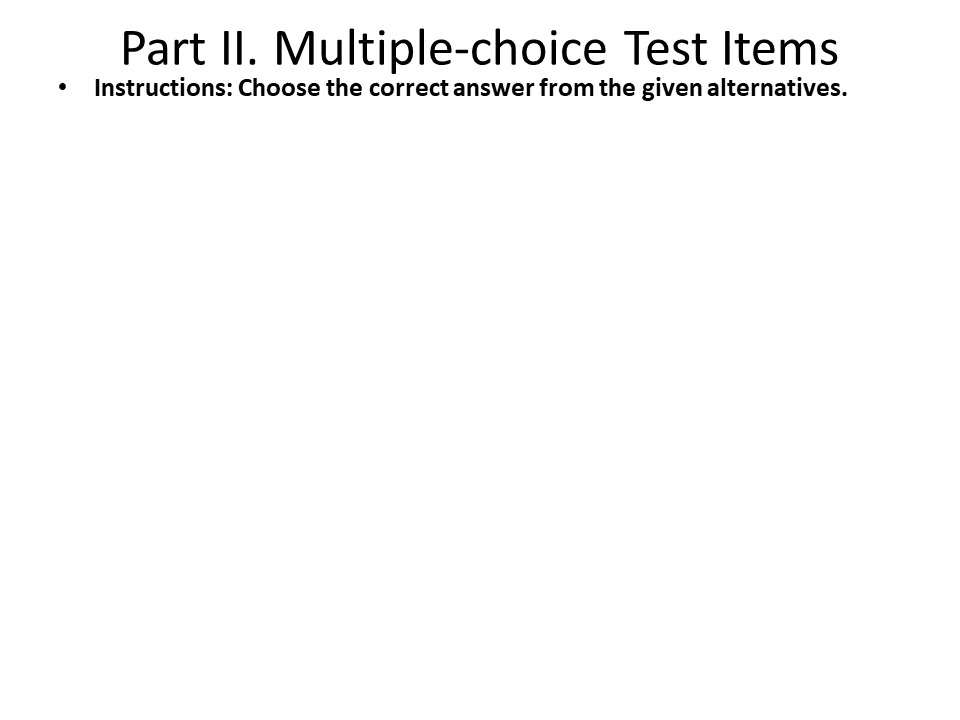 Part II. Multiple-choice Test Items
• Instructions: Choose the correct answer from the given alternatives.